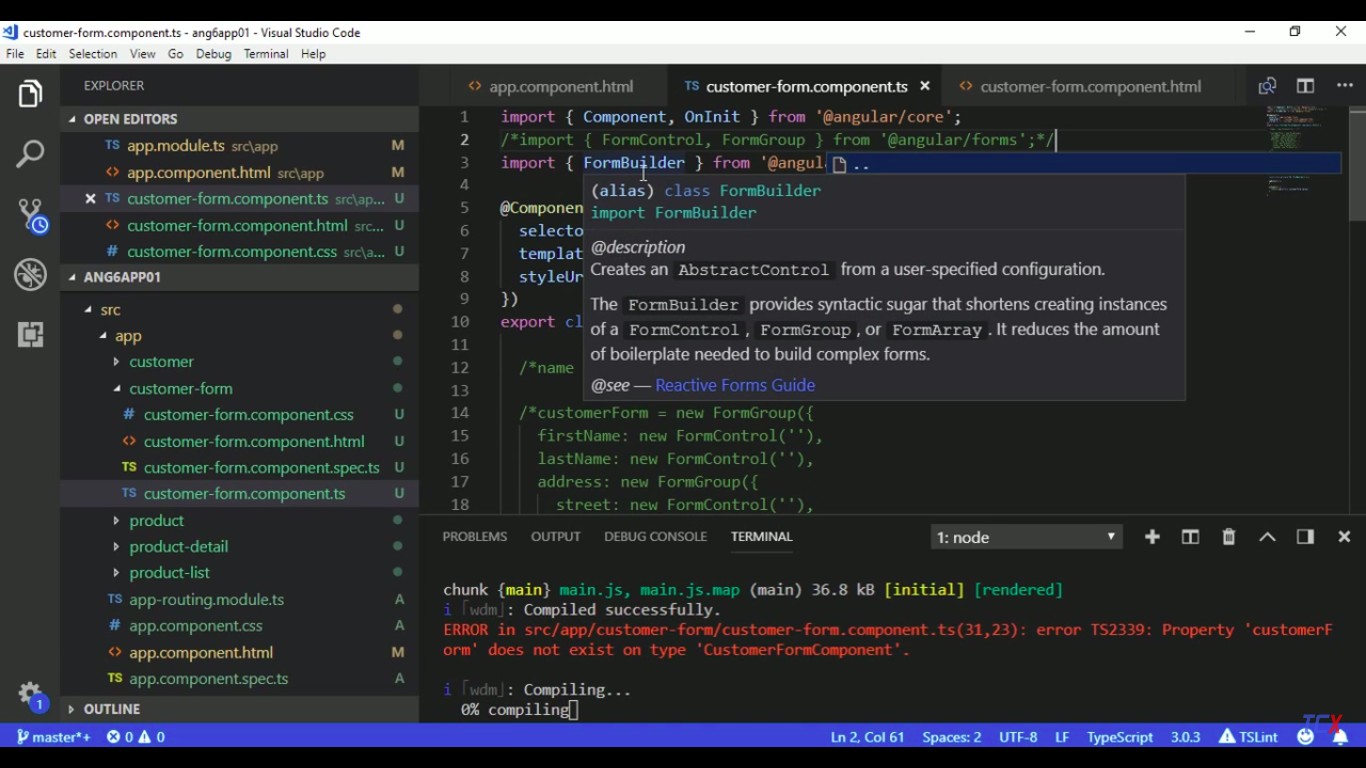 customer-form.component.ts - ang6app01 - Visual Studio Code
File Edit Selection View Go Debug Terminal Help
EXPLORER
OPEN EDITORS
TS app.module.ts src\app M
<> app.component.html src\app M
TS customer-form.component.ts src\ap... U
<> customer-form.component.html src... U
# customer-form.component.css src\a... U
ANG6APP01
src
app
customer
customer-form
# customer-form.component.css U
<> customer-form.component.html U
TS customer-form.component.spec.ts U
TS customer-form.component.ts U
product
product-detail
product-list
TS app-routing.module.ts A
app.component.css A
<> app.component.html M
TS app.component.spec.ts A
OUTLINE
1
<> app.component.html TS customer-form.component.ts <> customer-form.component.html
1 import { Component, OnInit } from '@angular/core';
2 /*import { FormControl, FormGroup } from '@angular/forms';*/
3 import { FormBuilder } from '@angul ..
4
5 @Componen
6 selecto
7 templat
8 styleUr
9 })
10 export cl
11
12 /*name
13
14 /*customerForm = new FormGroup({
15 firstName: new FormControl(''),
16 lastName: new FormControl(''),
17 address: new FormGroup({
18 street: new FormControl(''),
(alias) class FormBuilder
import FormBuilder
@description
Creates an AbstractControl from a user-specified configuration.
The FormBuilder provides syntactic sugar that shortens creating instances
of a FormControl, FormGroup, or FormArray. It reduces the amount
of boilerplate needed to build complex forms.
@see — Reactive Forms Guide
PROBLEMS OUTPUT DEBUG CONSOLE TERMINAL 1: node
chunk {main} main.js, main.js.map (main) 36.8 kB [initial] [rendered]
i ｢wdm｣: Compiled successfully.
ERROR in src/app/customer-form/customer-form.component.ts(31,23): error TS2339: Property 'customerF
orm' does not exist on type 'CustomerFormComponent'.
i ｢wdm｣: Compiling...
0% compiling
TCX
master*+ 0 0 Ln 2, Col 61 Spaces: 2 UTF-8 LF TypeScript 3.0.3 TSLint